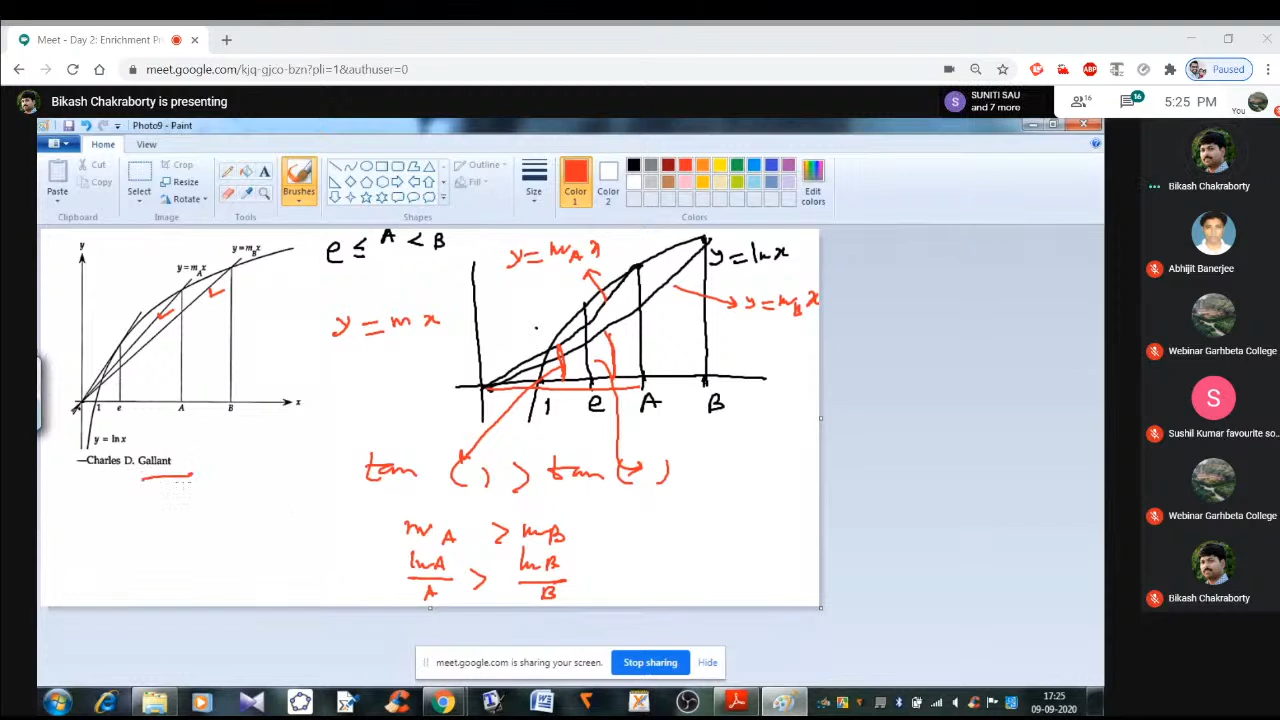 Meet - Day 2: Enrichment Pr
meet.google.com/kjq-gjco-bzn?pli=1&authuser=0
Paused
Bikash Chakraborty is presenting
SUNITI SAU
and 7 more
16
16
5:25 PM
You
Photo9 - Paint
Home
View
Paste
Cut
Copy
Select
Crop
Resize
Rotate
Brushes
Outline
Fill
Size
Color 1
Color 2
Edit colors
Clipboard
Image
Tools
Shapes
Colors
y
y = m_A x
y = m_B x
1 e A B x
y = ln x
—Charles D. Gallant
e ≤ A < B
y = m x
y = m_A x
y = ln x
y = m_B x
1 e A B
tan ( ) > tan ( )
m_A > m_B
ln A / A > ln B / B
Bikash Chakraborty
Abhijit Banerjee
Webinar Garhbeta College
S
Sushil Kumar favourite so...
Webinar Garhbeta College
Bikash Chakraborty
meet.google.com is sharing your screen.
Stop sharing
Hide
17:25
09-09-2020